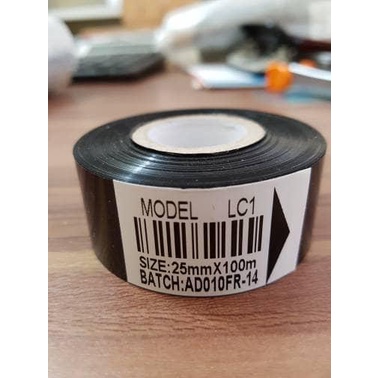 MODEL LC1
SIZE:25mmX100m
BATCH:AD010FR-14